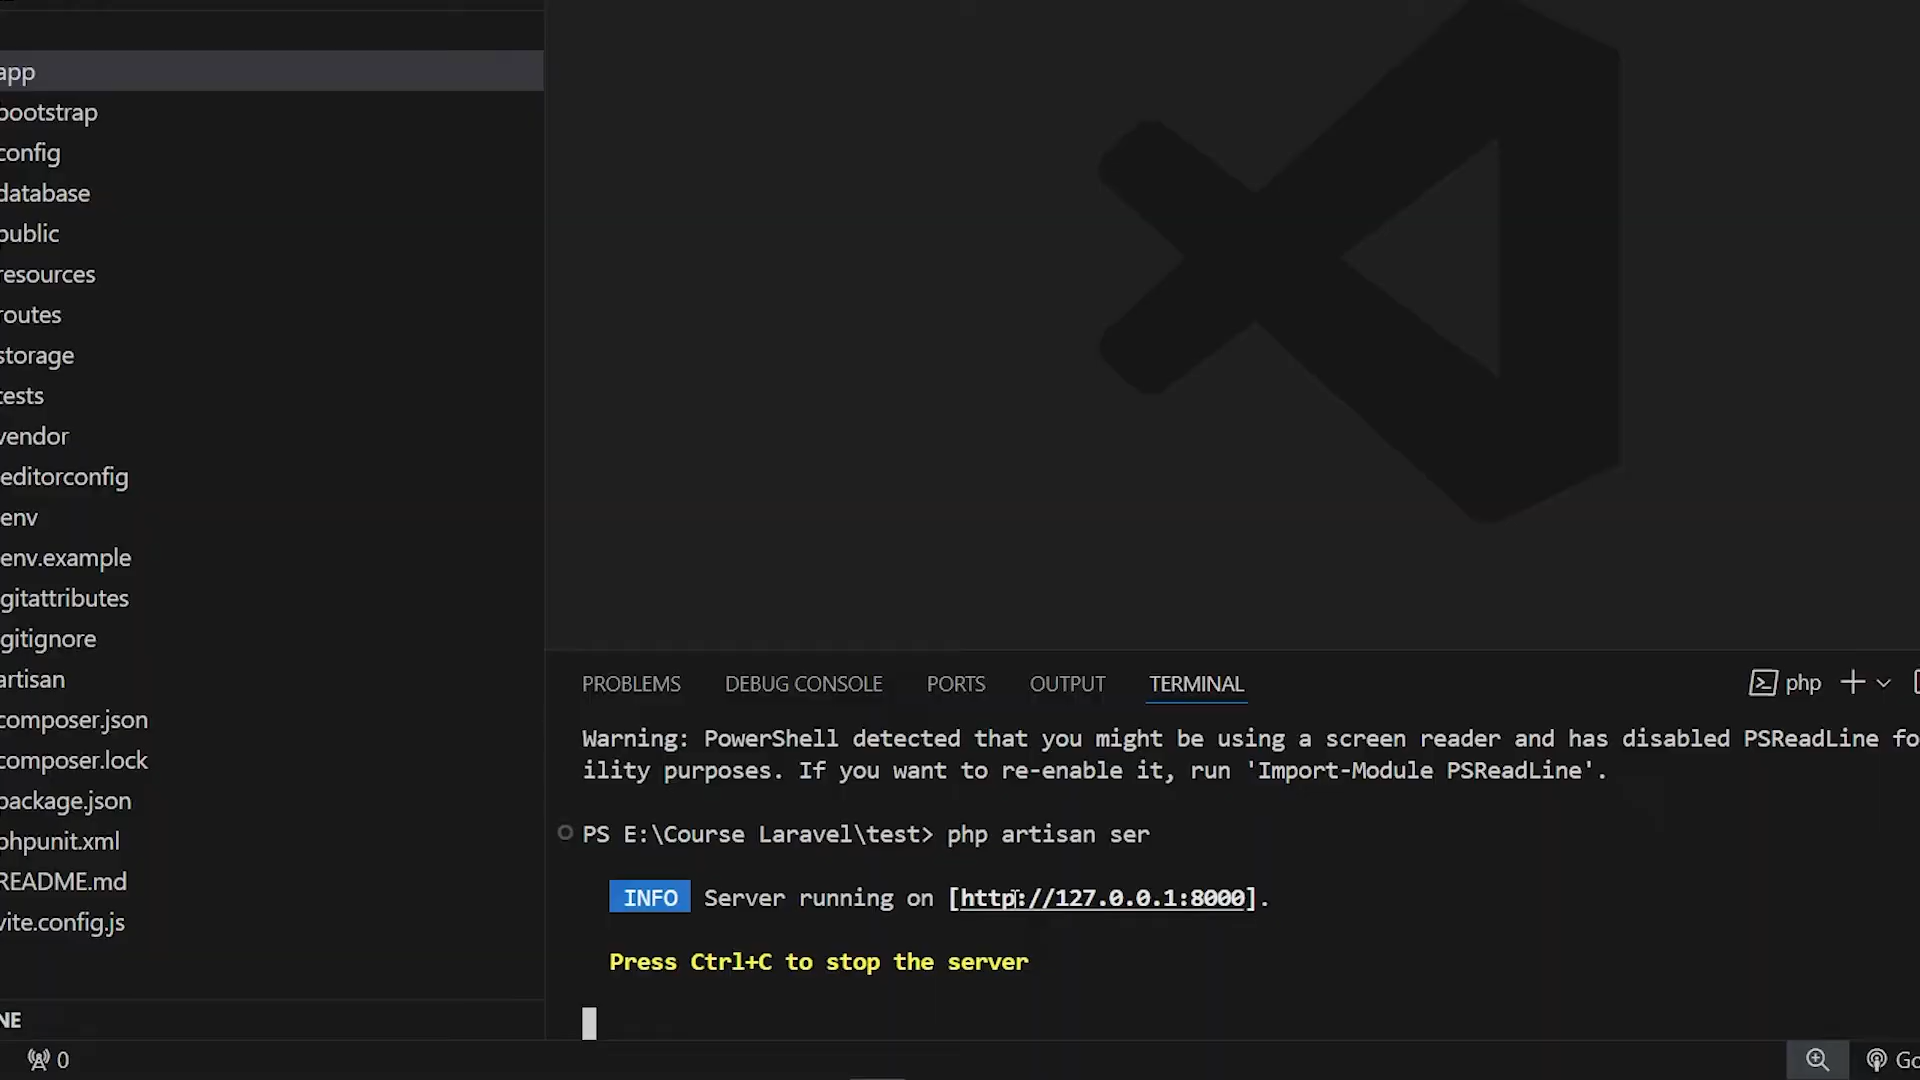 app
bootstrap
config
database
public
resources
routes
storage
tests
vendor
editorconfig
env
env.example
gitattributes
gitignore
artisan
composer.json
composer.lock
package.json
phpunit.xml
README.md
vite.config.js
NE
0
PROBLEMS DEBUG CONSOLE PORTS OUTPUT TERMINAL
php
Warning: PowerShell detected that you might be using a screen reader and has disabled PSReadLine fo
ility purposes. If you want to re-enable it, run 'Import-Module PSReadLine'.
PS E:\Course Laravel\test> php artisan ser
INFO Server running on [http://127.0.0.1:8000].
Press Ctrl+C to stop the server
Go